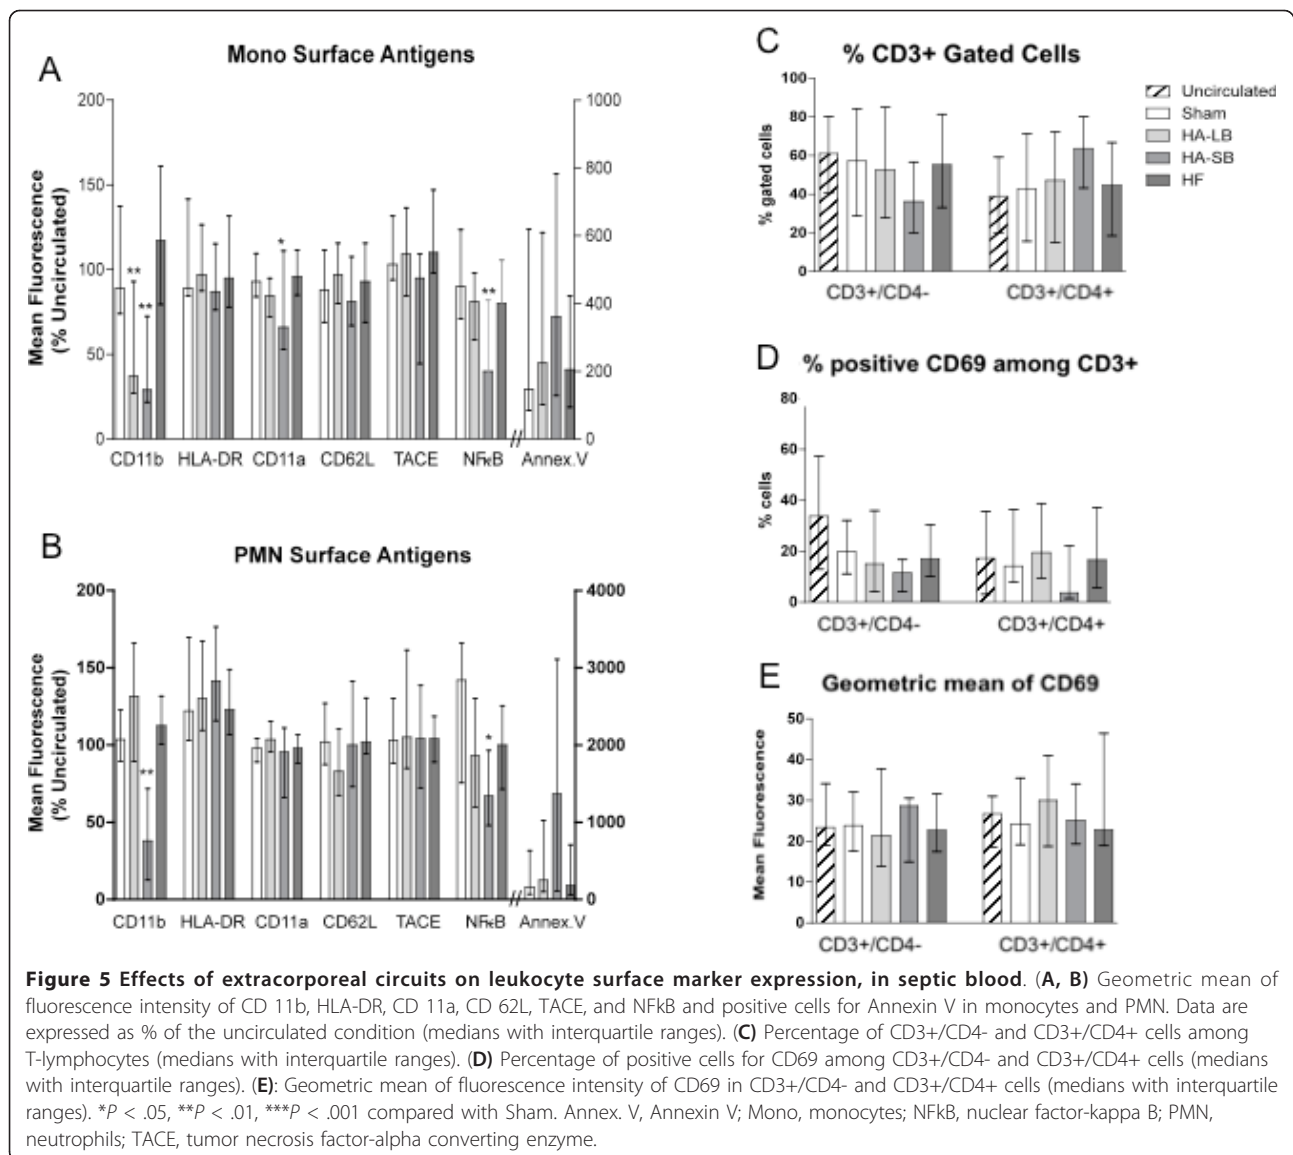 A
Mono Surface Antigens
200
150
100
50
0
1000
800
600
400
200
0
Mean Fluorescence
(% Uncirculated)
**
**
*
**
CD11b HLA-DR CD11a CD62L TACE NFκB Annex.V
B
PMN Surface Antigens
200
150
100
50
0
4000
3000
2000
1000
0
Mean Fluorescence
(% Uncirculated)
**
*
CD11b HLA-DR CD11a CD62L TACE NFκB Annex.V
C
% CD3+ Gated Cells
100
80
60
40
20
0
% gated cells
CD3+/CD4- CD3+/CD4+
Uncirculated
Sham
HA-LB
HA-SB
HF
D
% positive CD69 among CD3+
80
60
40
20
0
% cells
CD3+/CD4- CD3+/CD4+
E
Geometric mean of CD69
50
40
30
20
10
0
Mean Fluorescence
CD3+/CD4- CD3+/CD4+
Figure 5 Effects of extracorporeal circuits on leukocyte surface marker expression, in septic blood. (A, B) Geometric mean of
fluorescence intensity of CD 11b, HLA-DR, CD 11a, CD 62L, TACE, and NFkB and positive cells for Annexin V in monocytes and PMN. Data are
expressed as % of the uncirculated condition (medians with interquartile ranges). (C) Percentage of CD3+/CD4- and CD3+/CD4+ cells among
T-lymphocytes (medians with interquartile ranges). (D) Percentage of positive cells for CD69 among CD3+/CD4- and CD3+/CD4+ cells (medians
with interquartile ranges). (E): Geometric mean of fluorescence intensity of CD69 in CD3+/CD4- and CD3+/CD4+ cells (medians with interquartile
ranges). *P < .05, **P < .01, ***P < .001 compared with Sham. Annex. V, Annexin V; Mono, monocytes; NFkB, nuclear factor-kappa B; PMN,
neutrophils; TACE, tumor necrosis factor-alpha converting enzyme.